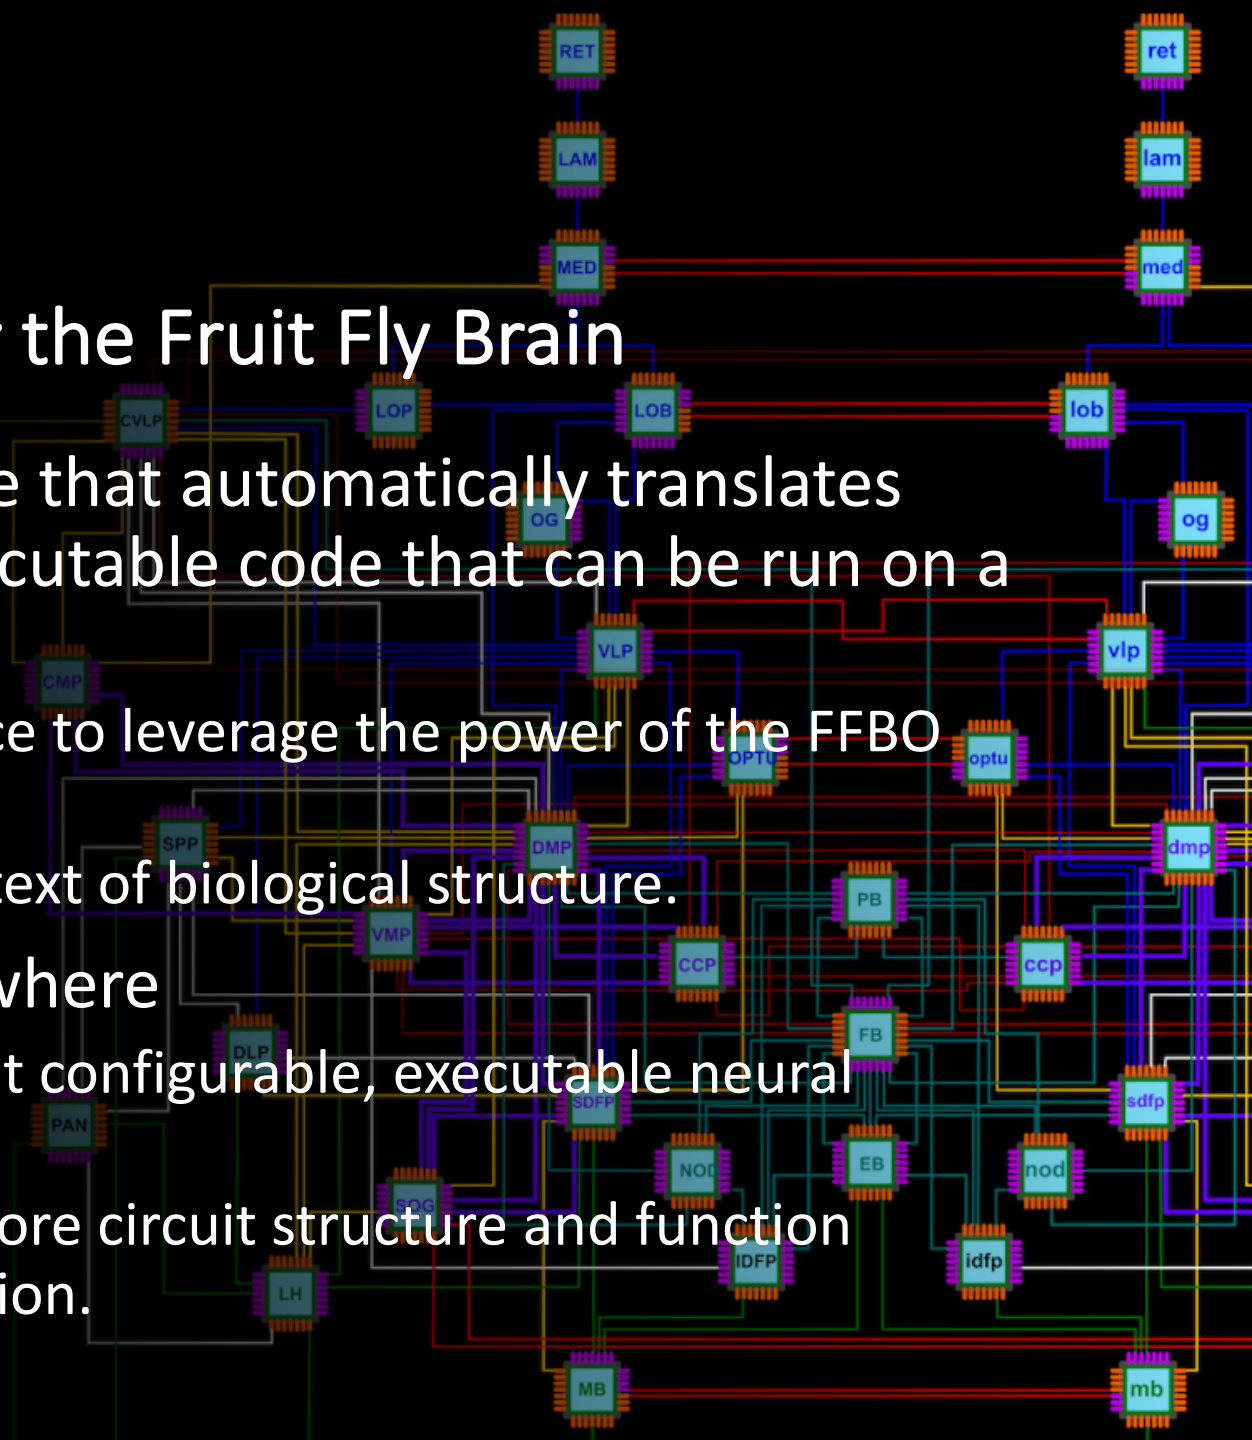 RET ret
LAM lam
MED med
the Fruit Fly Brain
CVLP LOP LOB lob
e that automatically translates
OG og
cutable code that can be run on a
VLP vlp
CMP
ce to leverage the power of the FFBO
OPTU optu
SPP DMP dmp
text of biological structure.
PB
VMP
CCP ccp
where
FB
DLP
t configurable, executable neural
SDFP sdfp
PAN
NOD EB nod
SOG
ore circuit structure and function
IDFP idfp
LH
ion.
MB mb